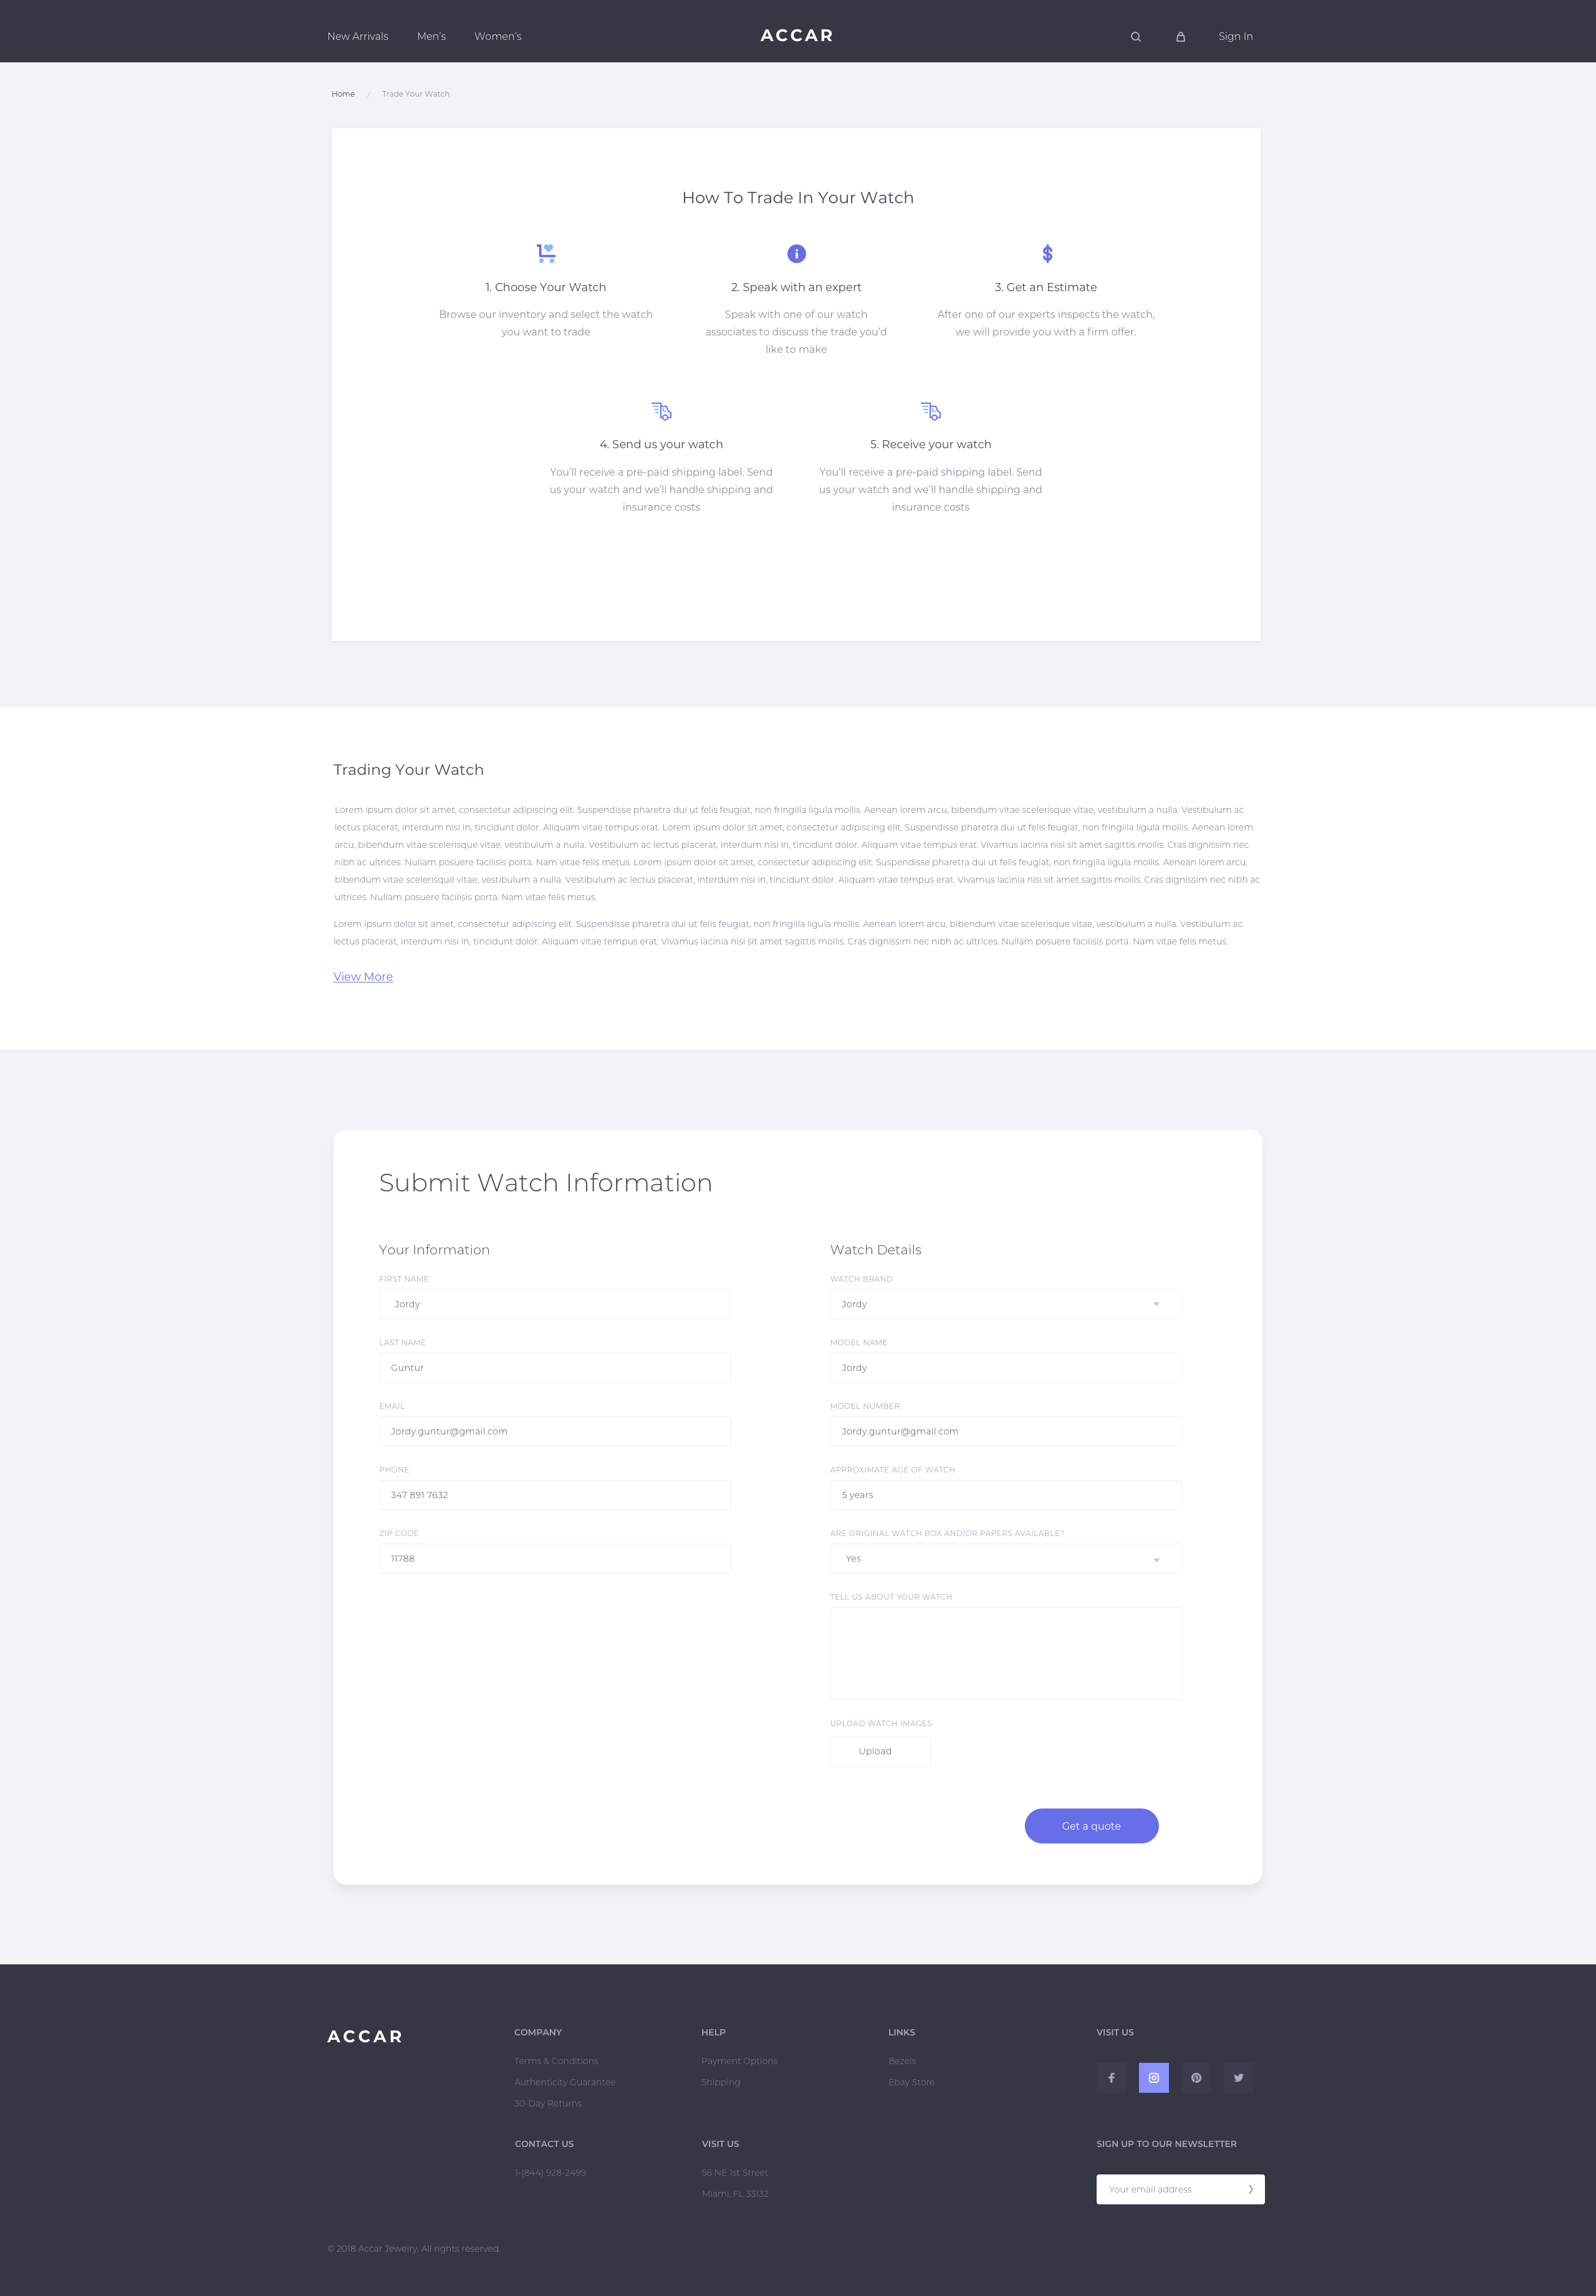 New Arrivals Men's Women's ACCAR Sign In
Home / Trade Your Watch
How To Trade In Your Watch
1. Choose Your Watch
Browse our inventory and select the watch
you want to trade
2. Speak with an expert
Speak with one of our watch
associates to discuss the trade you'd
like to make
3. Get an Estimate
After one of our experts inspects the watch,
we will provide you with a firm offer.
4. Send us your watch
You'll receive a pre-paid shipping label. Send
us your watch and we'll handle shipping and
insurance costs
5. Receive your watch
You'll receive a pre-paid shipping label. Send
us your watch and we'll handle shipping and
insurance costs
Trading Your Watch
Lorem ipsum dolor sit amet, consectetur adipiscing elit. Suspendisse pharetra dui ut felis feugiat, non fringilla ligula mollis. Aenean lorem arcu, bibendum vitae scelerisque vitae, vestibulum a nulla. Vestibulum ac
lectus placerat, interdum nisi in, tincidunt dolor. Aliquam vitae tempus erat. Lorem ipsum dolor sit amet, consectetur adipiscing elit. Suspendisse pharetra dui ut felis feugiat, non fringilla ligula mollis. Aenean lorem
arcu, bibendum vitae scelerisque vitae, vestibulum a nulla. Vestibulum ac lectus placerat, interdum nisi in, tincidunt dolor. Aliquam vitae tempus erat. Vivamus lacinia nisi sit amet sagittis mollis. Cras dignissim nec
nibh ac ultrices. Nullam posuere facilisis porta. Nam vitae felis metus. Lorem ipsum dolor sit amet, consectetur adipiscing elit. Suspendisse pharetra dui ut felis feugiat, non fringilla ligula mollis. Aenean lorem arcu,
bibendum vitae scelerisque vitae, vestibulum a nulla. Vestibulum ac lectus placerat, interdum nisi in, tincidunt dolor. Aliquam vitae tempus erat. Vivamus lacinia nisi sit amet sagittis mollis. Cras dignissim nec nibh ac
ultrices. Nullam posuere facilisis porta. Nam vitae felis metus.
Lorem ipsum dolor sit amet, consectetur adipiscing elit. Suspendisse pharetra dui ut felis feugiat, non fringilla ligula mollis. Aenean lorem arcu, bibendum vitae scelerisque vitae, vestibulum a nulla. Vestibulum ac
lectus placerat, interdum nisi in, tincidunt dolor. Aliquam vitae tempus erat. Vivamus lacinia nisi sit amet sagittis mollis. Cras dignissim nec nibh ac ultrices. Nullam posuere facilisis porta. Nam vitae felis metus.
View More
Submit Watch Information
Your Information
FIRST NAME
Jordy
LAST NAME
Guntur
EMAIL
Jordy.guntur@gmail.com
PHONE
347 891 7632
ZIP CODE
11788
Watch Details
WATCH BRAND
Jordy
MODEL NAME
Jordy
MODEL NUMBER
Jordy.guntur@gmail.com
APPROXIMATE AGE OF WATCH
5 years
ARE ORIGINAL WATCH BOX AND/OR PAPERS AVAILABLE?
Yes
TELL US ABOUT YOUR WATCH
UPLOAD WATCH IMAGES
Upload
Get a quote
ACCAR
COMPANY
Terms & Conditions
Authenticity Guarantee
30-Day Returns
HELP
Payment Options
Shipping
LINKS
Bezels
Ebay Store
VISIT US
CONTACT US
1-(844) 928-2499
VISIT US
56 NE 1st Street
Miami, FL 33132
SIGN UP TO OUR NEWSLETTER
Your email address
© 2018 Accar Jewelry. All rights reserved.